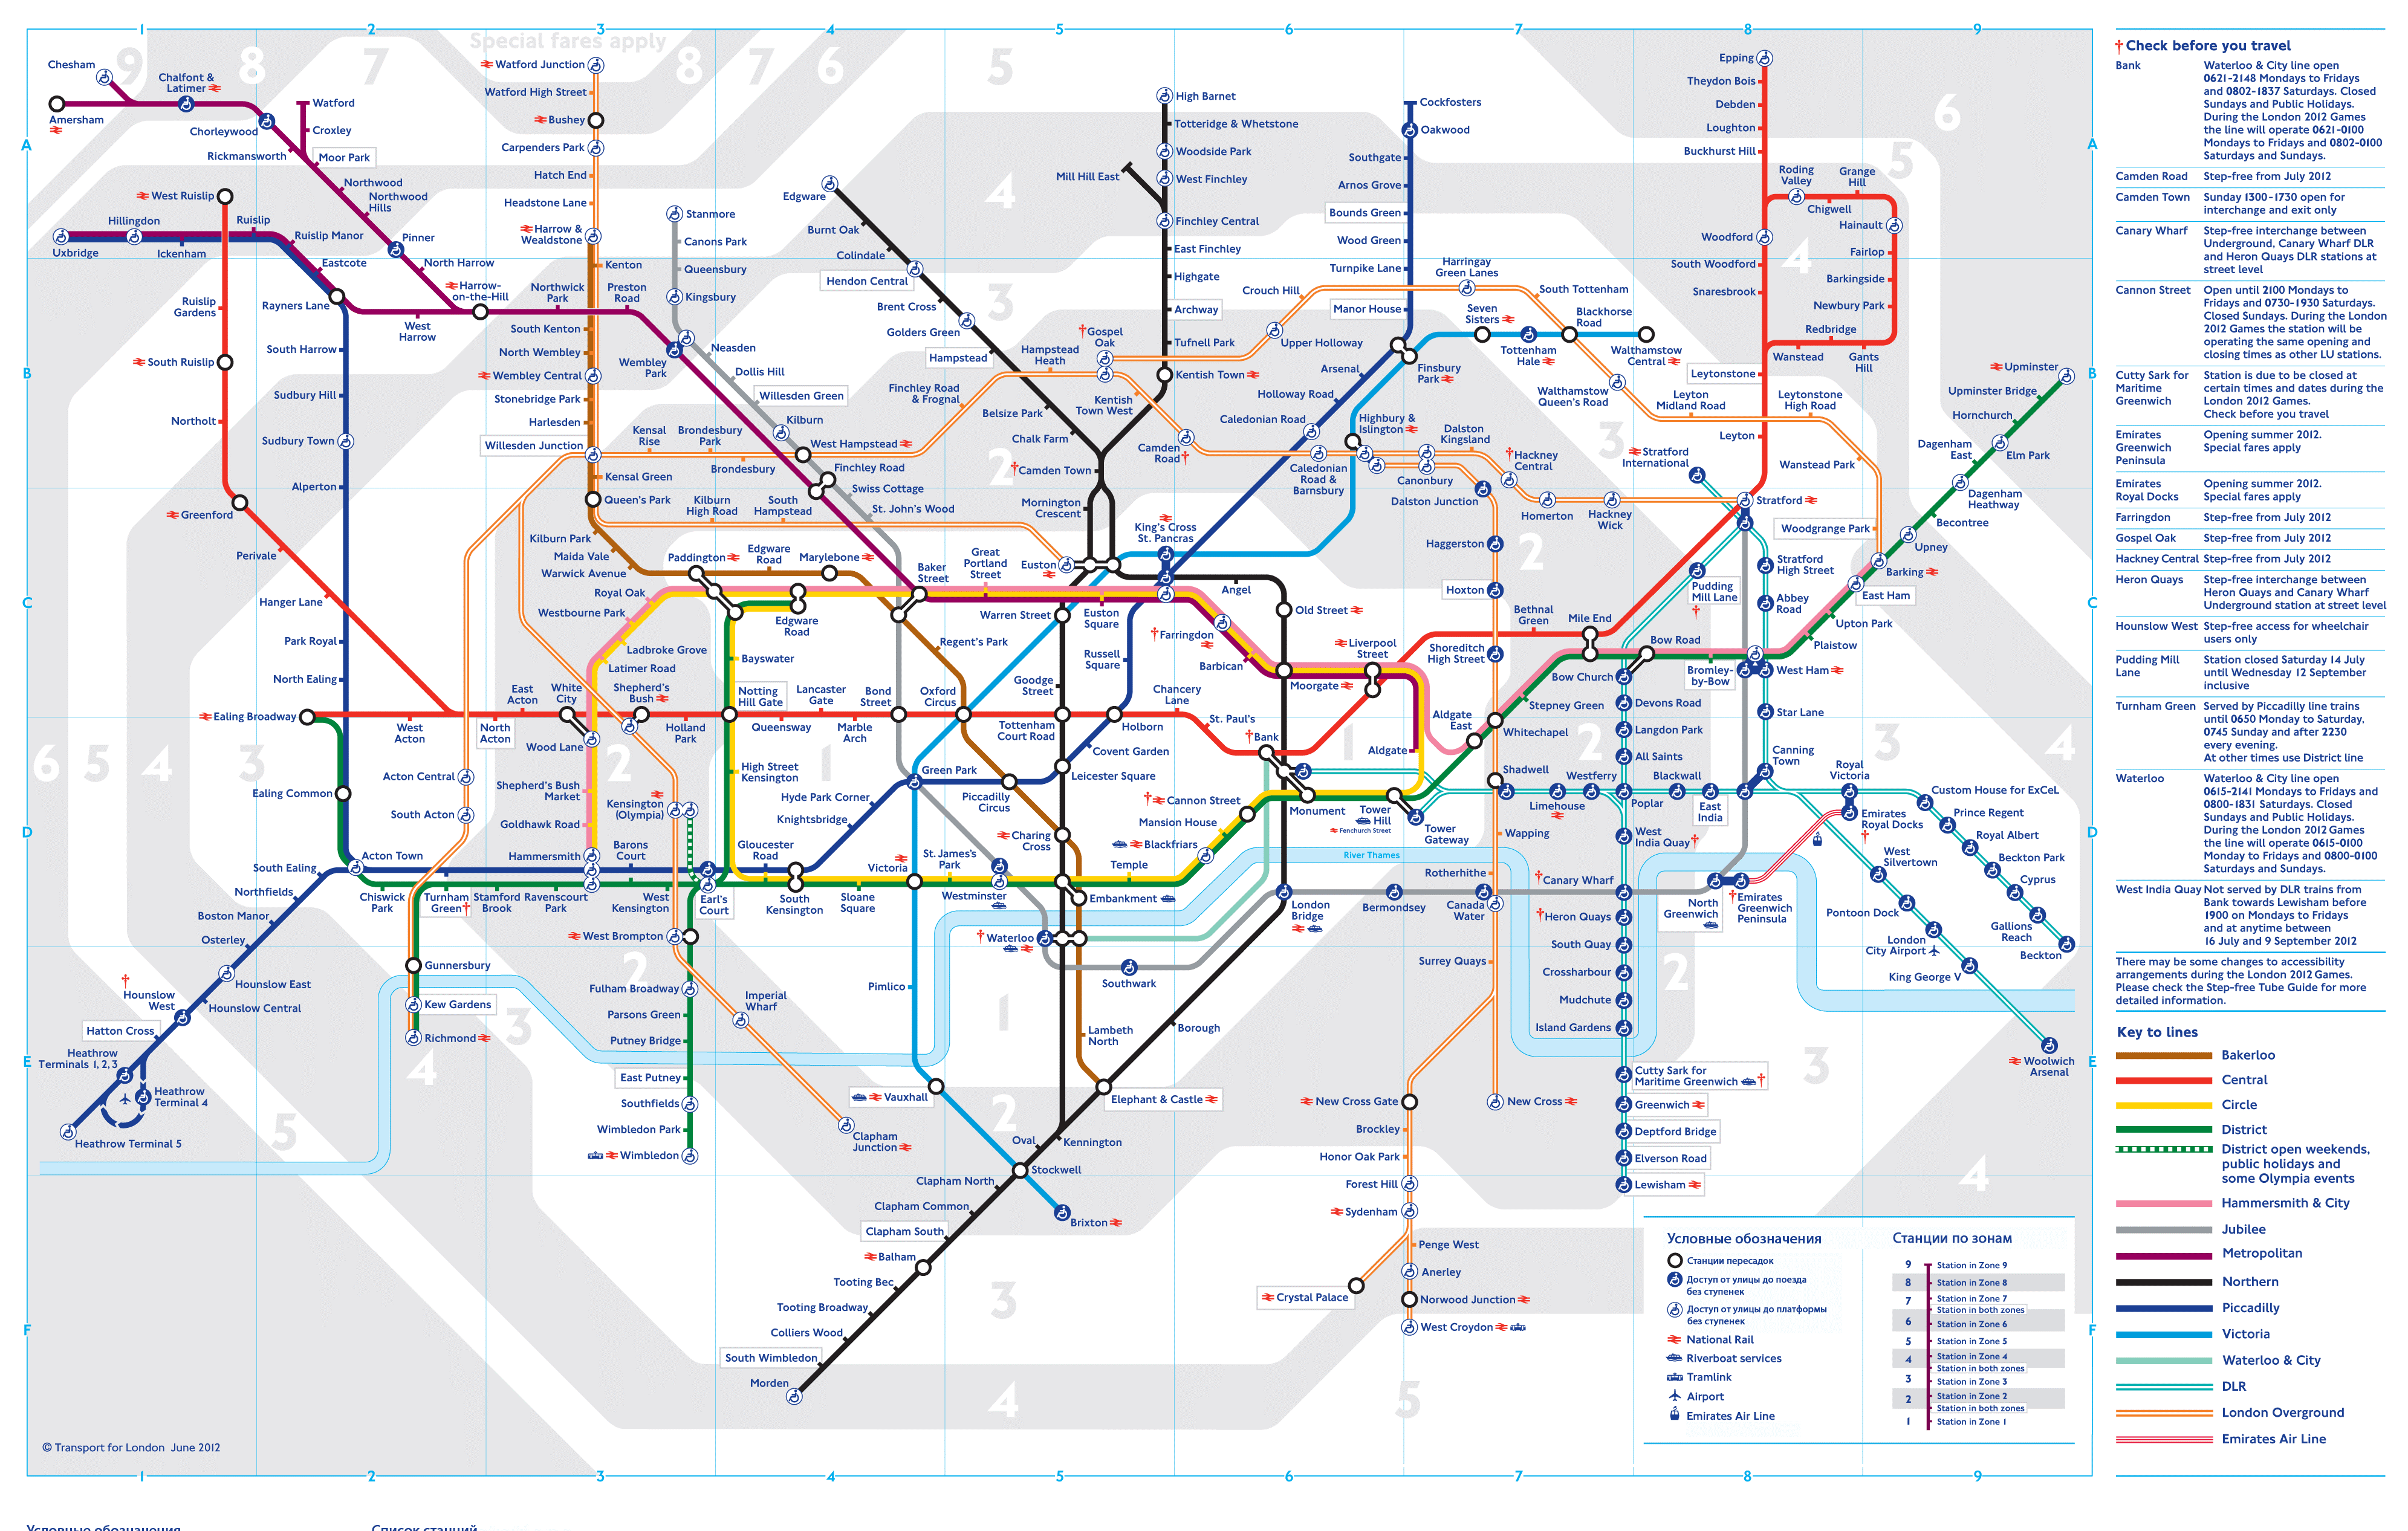 1
2
3
4
5
6
7
8
9
Special fares apply
9
8
7
8
7
6
5
6
5
4
4
3
2
3
4
A
B
C
D
E
F
Chesham
Chalfont &
Latimer
Amersham
Chorleywood
Watford
Croxley
Rickmansworth
Moor Park
Northwood
Northwood
Hills
West Ruislip
Hillingdon
Ruislip
Uxbridge
Ickenham
Ruislip Manor
Pinner
Eastcote
North Harrow
Harrow-
on-the-Hill
Rayners Lane
West
Harrow
Northwick
Park
Preston
Road
Ruislip
Gardens
South Ruislip
Northolt
Greenford
Perivale
Hanger Lane
South Harrow
Sudbury Hill
Sudbury Town
Alperton
Park Royal
North Ealing
Ealing Broadway
West
Acton
North
Acton
East
Acton
White
City
Shepherd's
Bush
Holland
Park
Notting
Hill Gate
Queensway
Lancaster
Gate
Marble
Arch
Bond
Street
Oxford
Circus
Tottenham
Court Road
Holborn
Chancery
Lane
St. Paul's
†Bank
Watford Junction
Watford High Street
Bushey
Carpenders Park
Hatch End
Headstone Lane
Harrow &
Wealdstone
Kenton
South Kenton
North Wembley
Wembley Central
Stonebridge Park
Harlesden
Willesden Junction
Kensal Green
Queen's Park
Kilburn Park
Maida Vale
Warwick Avenue
Stanmore
Canons Park
Queensbury
Kingsbury
Wembley
Park
Neasden
Dollis Hill
Willesden Green
Kilburn
West Hampstead
Finchley Road
Swiss Cottage
St. John's Wood
Kensal
Rise
Brondesbury
Park
Brondesbury
Kilburn
High Road
South
Hampstead
Edgware
Burnt Oak
Colindale
Hendon Central
Brent Cross
Golders Green
Hampstead
Belsize Park
Chalk Farm
†Camden Town
Mornington
Crescent
High Barnet
Totteridge & Whetstone
Woodside Park
West Finchley
Mill Hill East
Finchley Central
East Finchley
Highgate
Archway
Tufnell Park
Kentish Town
†Gospel
Oak
Hampstead
Heath
Finchley Road
& Frognal
Kentish
Town West
Cockfosters
Oakwood
Southgate
Arnos Grove
Bounds Green
Wood Green
Turnpike Lane
Manor House
Harringay
Green Lanes
Crouch Hill
Upper Holloway
South Tottenham
Seven
Sisters
Blackhorse
Road
Tottenham
Hale
Walthamstow
Central
Finsbury
Park
Arsenal
Holloway Road
Caledonian Road
Walthamstow
Queen's Road
Leyton
Midland Road
Leytonstone
High Road
Highbury &
Islington
Dalston
Kingsland
†Hackney
Central
Camden
Road†
Caledonian
Road &
Barnsbury
Canonbury
Dalston Junction
Homerton
Hackney
Wick
Haggerston
Hoxton
Shoreditch
High Street
Epping
Theydon Bois
Debden
Loughton
Buckhurst Hill
Roding
Valley
Grange
Hill
Chigwell
Hainault
Woodford
Fairlop
South Woodford
Barkingside
Snaresbrook
Newbury Park
Redbridge
Wanstead
Gants
Hill
Leytonstone
Leyton
Wanstead Park
Woodgrange Park
†Stratford
International
Stratford
Upminster
Upminster Bridge
Hornchurch
Dagenham
East
Elm Park
Dagenham
Heathway
Becontree
Upney
Barking
East Ham
Upton Park
Plaistow
West Ham
Stratford
High Street
Abbey
Road
Pudding
Mill Lane
†
Bow Road
Bromley-
by-Bow
Bow Church
Star Lane
Canning
Town
Mile End
Bethnal
Green
Stepney Green
Whitechapel
Aldgate
East
Aldgate
Liverpool
Street
Moorgate
Barbican
†Farringdon
King's Cross
St. Pancras
Euston
Angel
Old Street
Euston
Square
Great
Portland
Street
Baker
Street
Warren Street
Regent's Park
Russell
Square
Goodge
Street
Paddington
Edgware
Road
Marylebone
Edgware
Road
Royal Oak
Westbourne Park
Ladbroke Grove
Latimer Road
Bayswater
Wood Lane
Shepherd's Bush
Market
Goldhawk Road
Hammersmith
Kensington
(Olympia)
High Street
Kensington
Acton Central
South Acton
Ealing Common
Acton Town
South Ealing
Northfields
Boston Manor
Osterley
Hounslow East
Hounslow Central
†
Hounslow
West
Hatton Cross
Heathrow
Terminals 1, 2, 3
Heathrow
Terminal 4
Heathrow Terminal 5
Chiswick
Park
Turnham
Green†
Stamford
Brook
Ravenscourt
Park
Barons
Court
West
Kensington
Earl's
Court
Gloucester
Road
South
Kensington
Sloane
Square
Victoria
St. James's
Park
Westminster
Embankment
Temple
Blackfriars
Mansion House
†Cannon Street
Monument
Tower
Hill
Fenchurch Street
Tower
Gateway
Green Park
Hyde Park Corner
Knightsbridge
Piccadilly
Circus
Leicester Square
Covent Garden
Charing
Cross
River Thames
Gunnersbury
Kew Gardens
Richmond
West Brompton
Fulham Broadway
Parsons Green
Putney Bridge
East Putney
Southfields
Wimbledon Park
Wimbledon
Imperial
Wharf
Clapham
Junction
Pimlico
Vauxhall
†Waterloo
Southwark
Lambeth
North
Elephant & Castle
Borough
London
Bridge
Bermondsey
Canada
Water
Kennington
Oval
Stockwell
Brixton
Clapham North
Clapham Common
Clapham South
Balham
Tooting Bec
Tooting Broadway
Colliers Wood
South Wimbledon
Morden
Shadwell
Wapping
Rotherhithe
Surrey Quays
New Cross
New Cross Gate
Brockley
Honor Oak Park
Forest Hill
Sydenham
Penge West
Anerley
Crystal Palace
Norwood Junction
West Croydon
Devons Road
Langdon Park
All Saints
Limehouse
Westferry
Poplar
Blackwall
East
India
West
India Quay†
†Canary Wharf
†Heron Quays
South Quay
Crossharbour
Mudchute
Island Gardens
Cutty Sark for
Maritime Greenwich †
Greenwich
Deptford Bridge
Elverson Road
Lewisham
North
Greenwich
†Emirates
Greenwich
Peninsula
Royal
Victoria
Emirates
Royal Docks
†
Custom House for ExCeL
Prince Regent
Royal Albert
Beckton Park
Cyprus
Gallions
Reach
Beckton
West
Silvertown
Pontoon Dock
London
City Airport
King George V
Woolwich
Arsenal
© Transport for London June 2012
Условные обозначения
Станции пересадок
Доступ от улицы до поезда
без ступенек
Доступ от улицы до платформы
без ступенек
National Rail
Riverboat services
Tramlink
Airport
Emirates Air Line
Станции по зонам
9 Station in Zone 9
8 Station in Zone 8
7 Station in Zone 7
Station in both zones
6 Station in Zone 6
5 Station in Zone 5
4 Station in Zone 4
Station in both zones
3 Station in Zone 3
2 Station in Zone 2
Station in both zones
1 Station in Zone 1
†Check before you travel
Bank Waterloo & City line open
0621-2148 Mondays to Fridays
and 0802-1837 Saturdays. Closed
Sundays and Public Holidays.
During the London 2012 Games
the line will operate 0621-0100
Mondays to Fridays and 0802-0100
Saturdays and Sundays.
Camden Road Step-free from July 2012
Camden Town Sunday 1300-1730 open for
interchange and exit only
Canary Wharf Step-free interchange between
Underground, Canary Wharf DLR
and Heron Quays DLR stations at
street level
Cannon Street Open until 2100 Mondays to
Fridays and 0730-1930 Saturdays.
Closed Sundays. During the London
2012 Games the station will be
operating the same opening and
closing times as other LU stations.
Cutty Sark for Station is due to be closed at
Maritime certain times and dates during the
Greenwich London 2012 Games.
Check before you travel
Emirates Opening summer 2012.
Greenwich Special fares apply
Peninsula
Emirates Opening summer 2012.
Royal Docks Special fares apply
Farringdon Step-free from July 2012
Gospel Oak Step-free from July 2012
Hackney Central Step-free from July 2012
Heron Quays Step-free interchange between
Heron Quays and Canary Wharf
Underground station at street level
Hounslow West Step-free access for wheelchair
users only
Pudding Mill Station closed Saturday 14 July
Lane until Wednesday 12 September
inclusive
Turnham Green Served by Piccadilly line trains
until 0650 Monday to Saturday,
0745 Sunday and after 2230
every evening.
At other times use District line
Waterloo Waterloo & City line open
0615-2141 Mondays to Fridays
and 0800-1831 Saturdays. Closed
Sundays and Public Holidays.
During the London 2012 Games
the line will operate 0615-0100
Monday to Fridays and 0800-0100
Saturdays and Sundays.
West India Quay Not served by DLR trains from
Bank towards Lewisham before
1900 on Mondays to Fridays
and at anytime between
16 July and 9 September 2012
There may be some changes to accessibility
arrangements during the London 2012 Games.
Please check the Step-free Tube Guide for more
detailed information.
Key to lines
Bakerloo
Central
Circle
District
District open weekends,
public holidays and
some Olympia events
Hammersmith & City
Jubilee
Metropolitan
Northern
Piccadilly
Victoria
Waterloo & City
DLR
London Overground
Emirates Air Line
Условные обозначения
Список станций